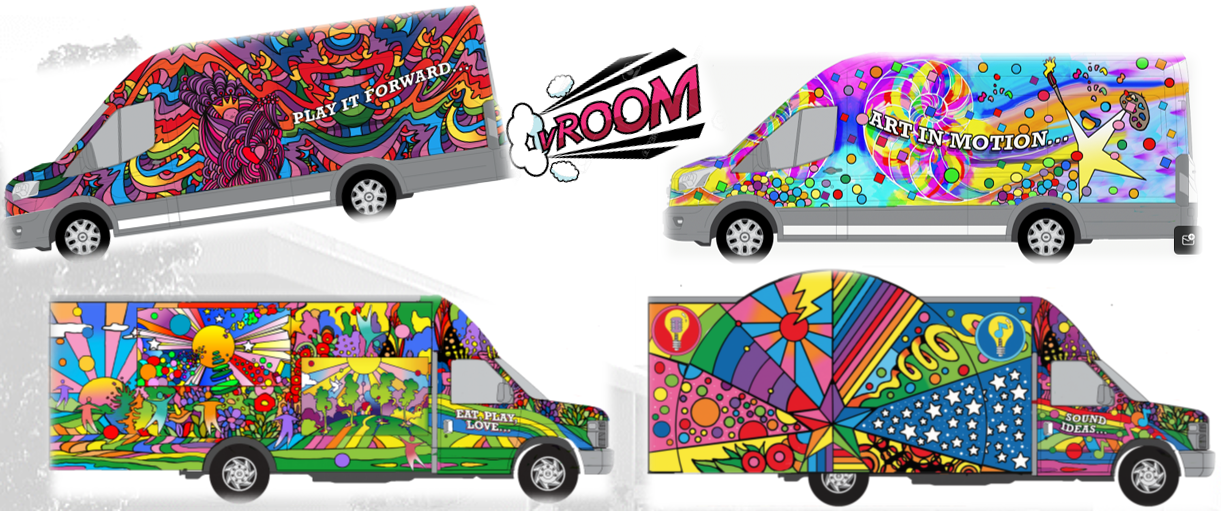 PLAY IT FORWARD...
VROOM
ART IN MOTION...
EAT, PLAY,
LOVE...
SOUND
IDEAS...